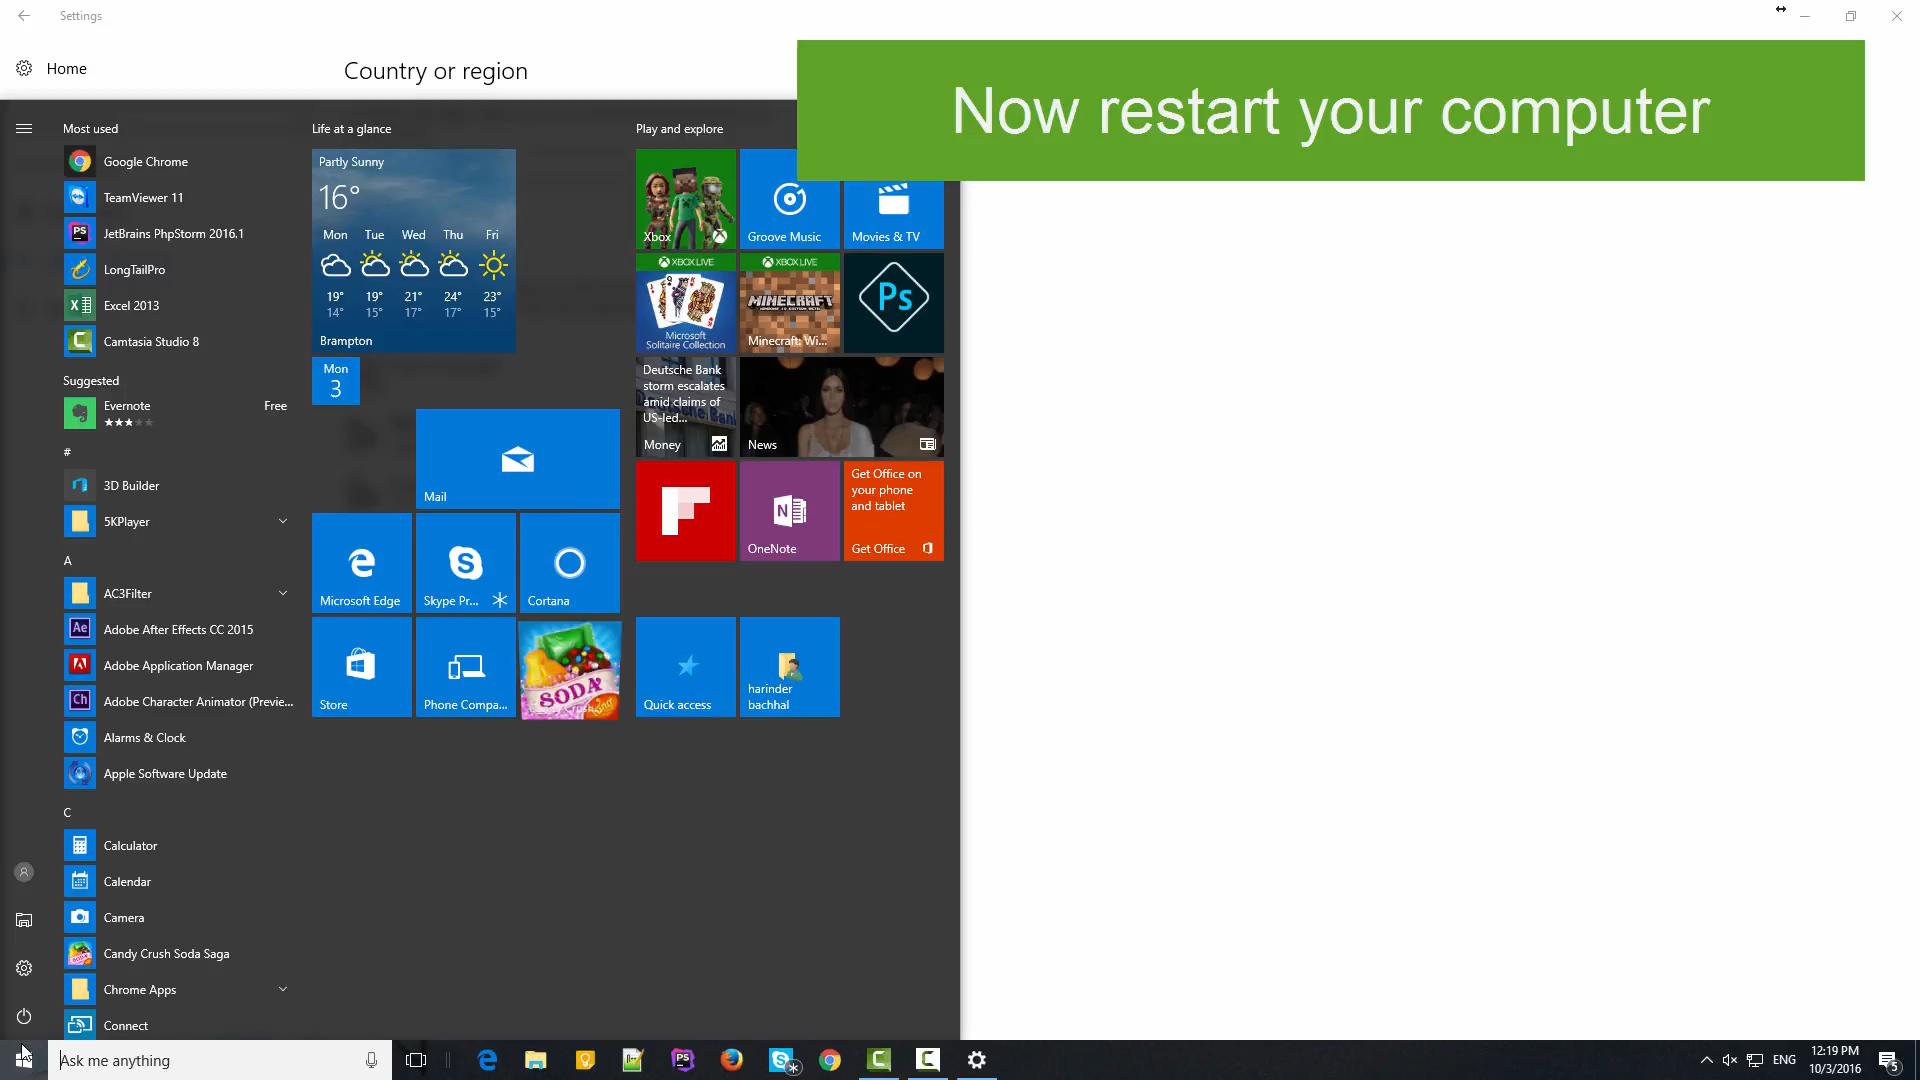 Settings
Home
Country or region
Now restart your computer
Most used
Google Chrome
TeamViewer 11
JetBrains PhpStorm 2016.1
LongTailPro
Excel 2013
Camtasia Studio 8
Suggested
Evernote Free
#
3D Builder
5KPlayer
A
AC3Filter
Adobe After Effects CC 2015
Adobe Application Manager
Adobe Character Animator (Previe...
Alarms & Clock
Apple Software Update
C
Calculator
Calendar
Camera
Candy Crush Soda Saga
Chrome Apps
Connect
Life at a glance
Partly Sunny
16°
Mon Tue Wed Thu Fri
19° 19° 21° 24° 23°
14° 15° 17° 17° 15°
Brampton
Mon
3
Mail
Microsoft Edge
Skype Pr...
Cortana
Store
Phone Compa...
SODA
King
Play and explore
Xbox
Groove Music
Movies & TV
XBOX LIVE
Microsoft
Solitaire Collection
XBOX LIVE
MINECRAFT
Minecraft: Wi...
Ps
Deutsche Bank
storm escalates
amid claims of
US-led...
Money
News
OneNote
Get Office on
your phone
and tablet
Get Office
Quick access
harinder
bachhal
Ask me anything
ENG
12:19 PM
10/3/2016
5